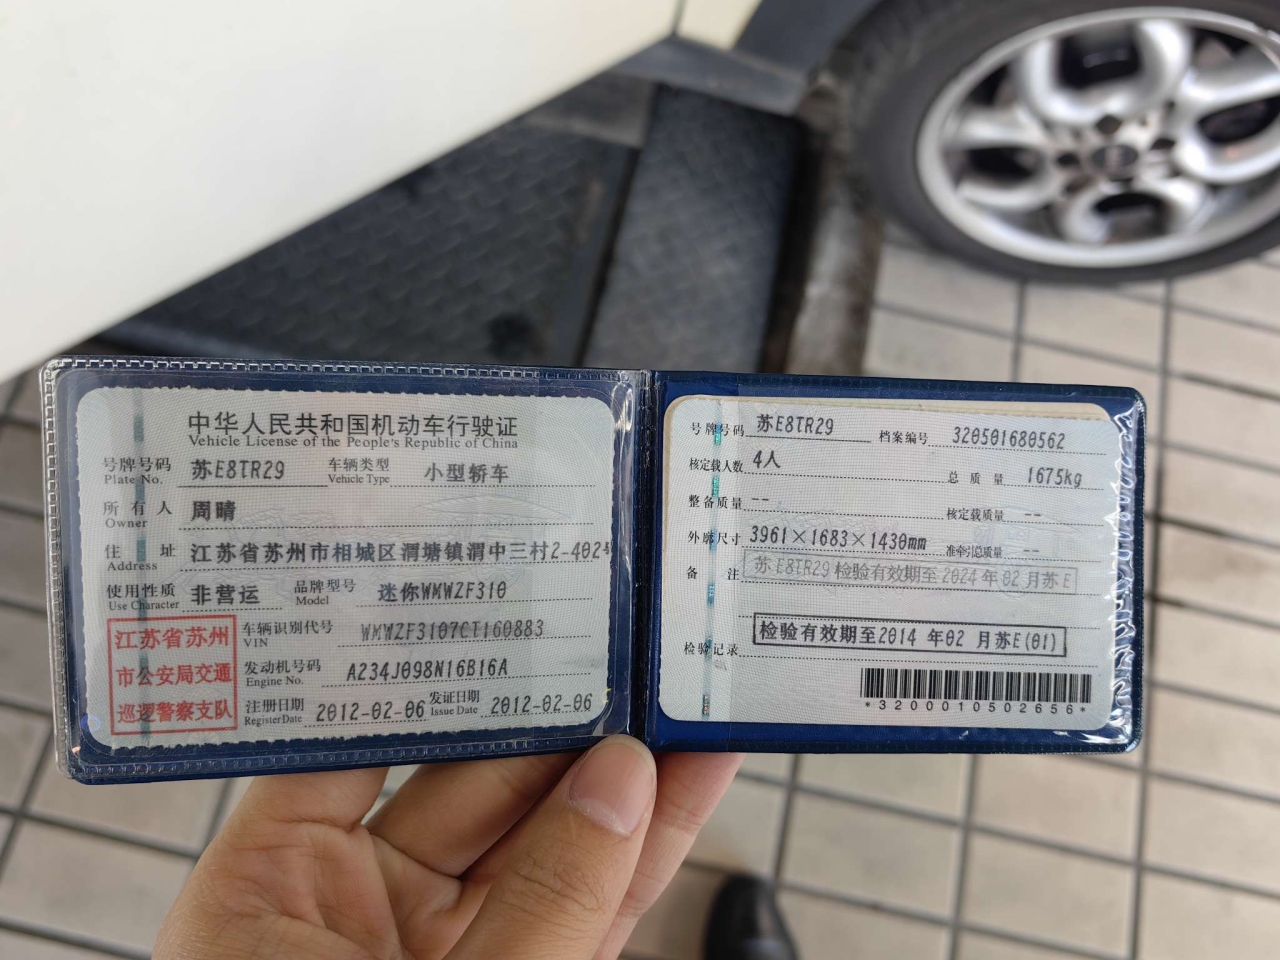 中华人民共和国机动车行驶证
Vehicle License of the People's Republic of China
号牌号码 苏E8TR29 车辆类型 小型轿车
Plate No. Vehicle Type
所有人 周晴
Owner
住址 江苏省苏州市相城区渭塘镇渭中三村2-402
Address
使用性质 非营运 品牌型号 迷你WMWZF310
Use Character Model
江苏省苏州
市公安局交通
巡逻警察支队
车辆识别代号 WMWZF3107CT160883
VIN
发动机号码 A234J098N16B16A
Engine No.
注册日期 2012-02-06 发证日期 2012-02-06
Register Date Issue Date
号牌号码 苏E8TR29 档案编号 320501680562
核定载人数 4人 总质量 1675kg
整备质量 -- 核定载质量 --
外廓尺寸 3961×1683×1430mm 准牵引总质量 --
备注 苏E8TR29 检验有效期至2024年02月苏E
检验记录 检验有效期至2014年02月苏E(01)
*3200010502656*